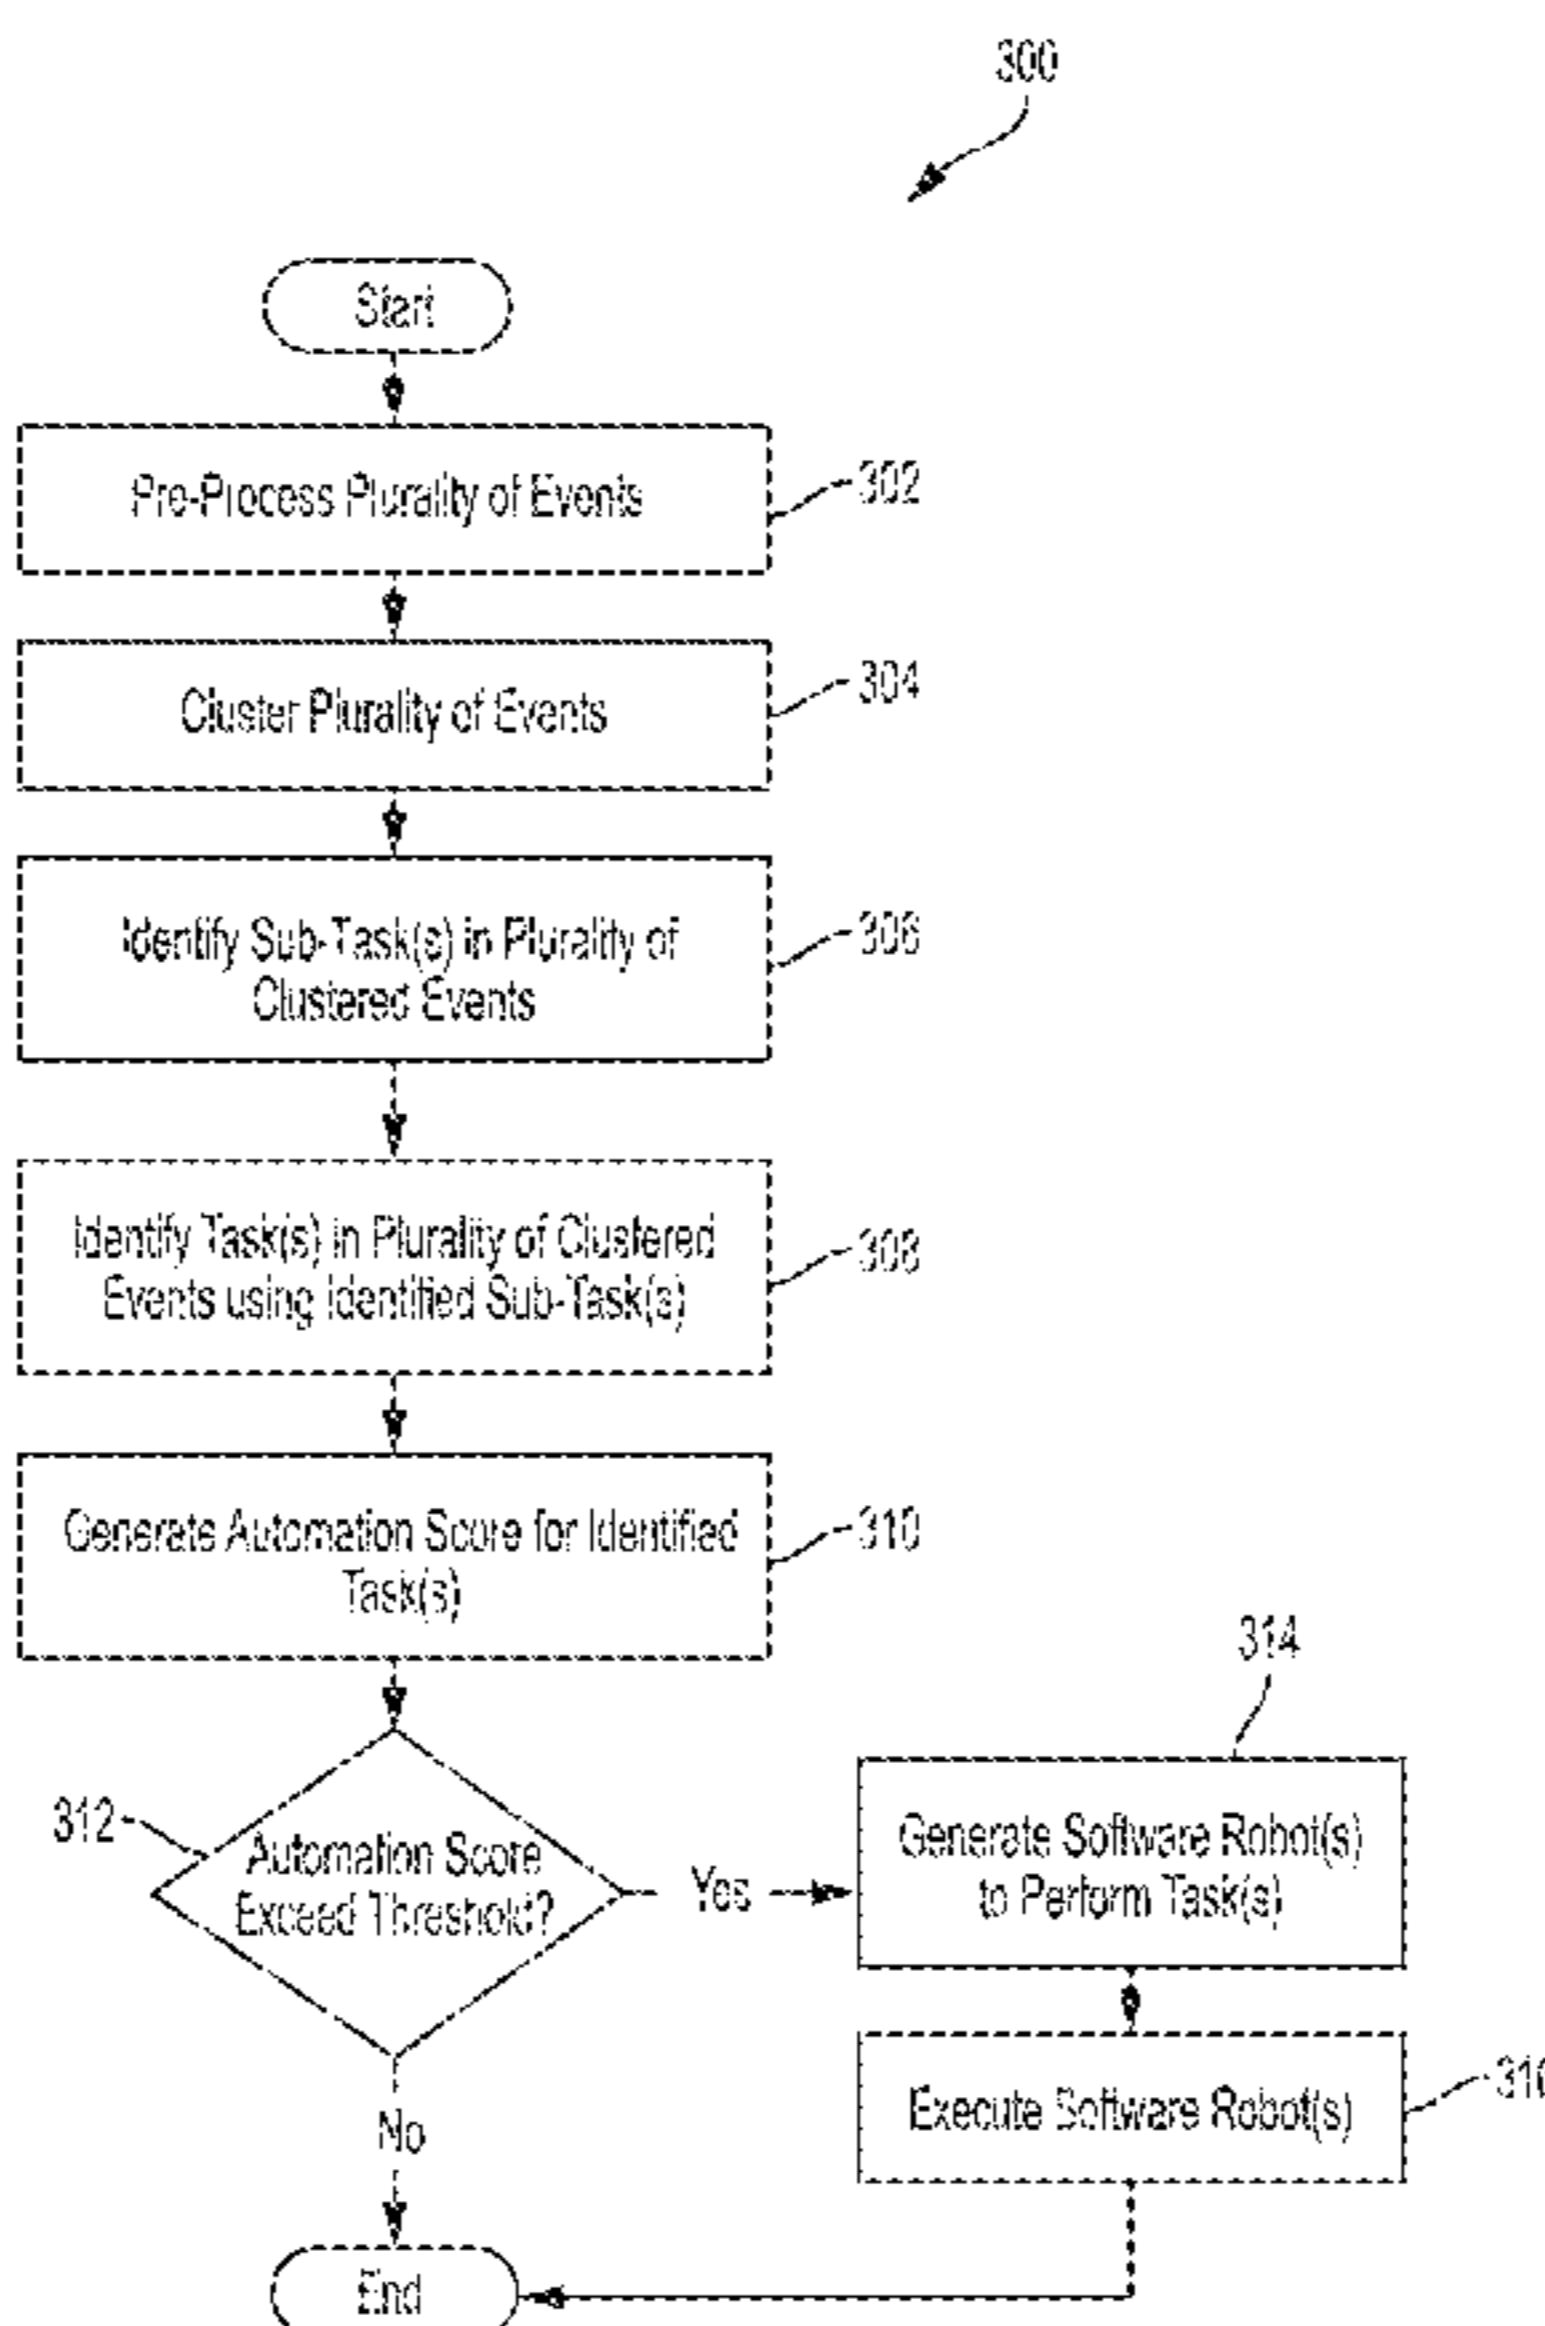 300
Start
Pre-Process Plurality of Events
302
Cluster Plurality of Events
304
Identify Sub-Task(s) in Plurality of
Clustered Events
306
Identify Task(s) in Plurality of Clustered
Events using Identified Sub-Task(s)
308
Generate Automation Score for Identified
Task(s)
310
312
Automation Score
Exceed Threshold?
Yes
314
Generate Software Robot(s)
to Perform Task(s)
Execute Software Robot(s)
No
End